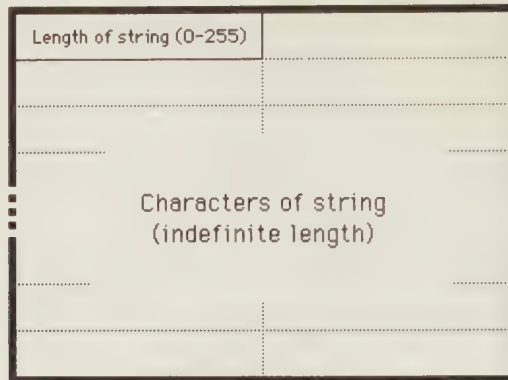 Length of string (0-255)
Characters of string
(indefinite length)